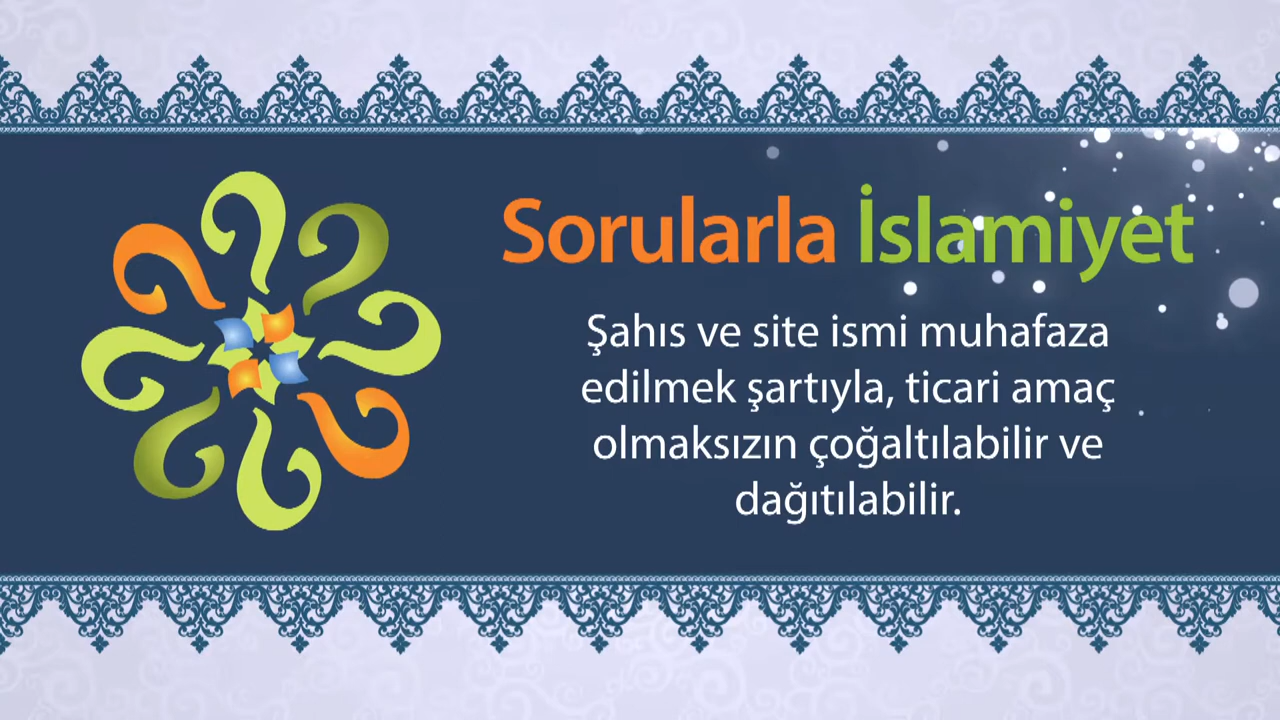 Sorularla İslamiyet
Şahıs ve site ismi muhafaza
edilmek şartıyla, ticari amaç
olmaksızın çoğaltılabilir ve
dağıtılabilir.